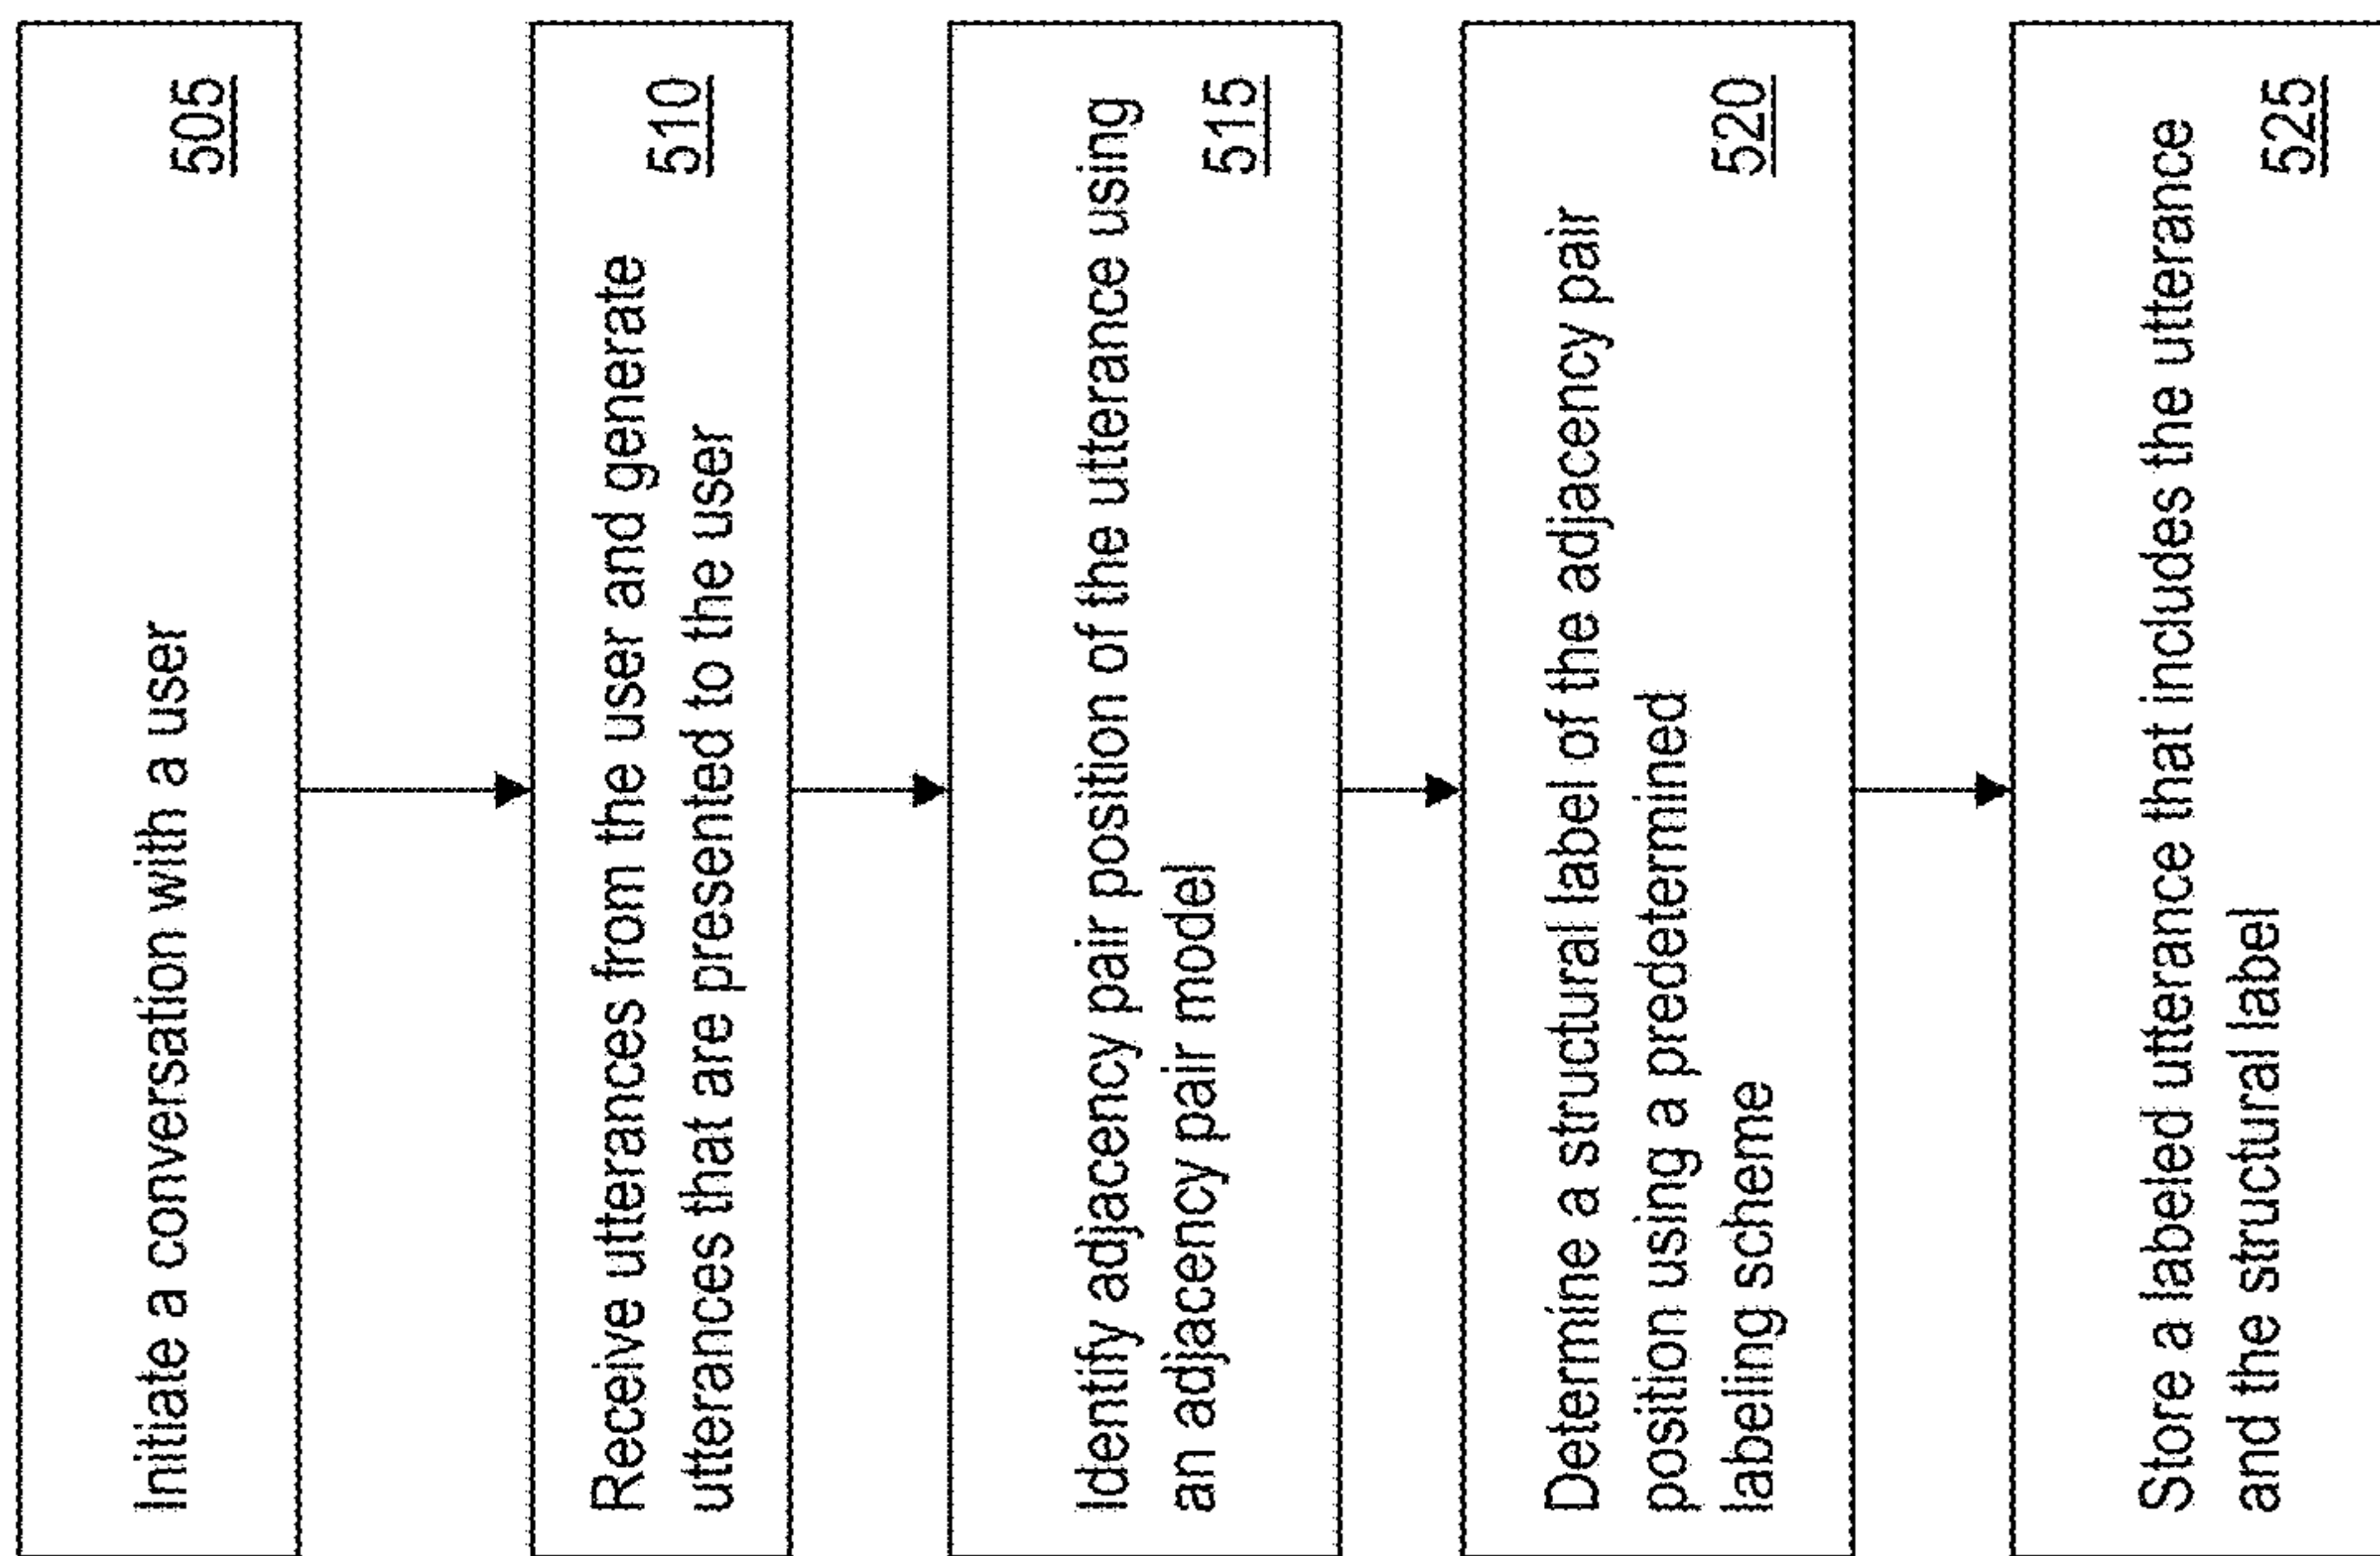 Initiate a conversation with a user
505
Receive utterances from the user and generate
utterances that are presented to the user
510
Identify adjacency pair position of the utterance using
an adjacency pair model
515
Determine a structural label of the adjacency pair
position using a predetermined
labeling scheme
520
Store a labeled utterance that includes the utterance
and the structural label
525